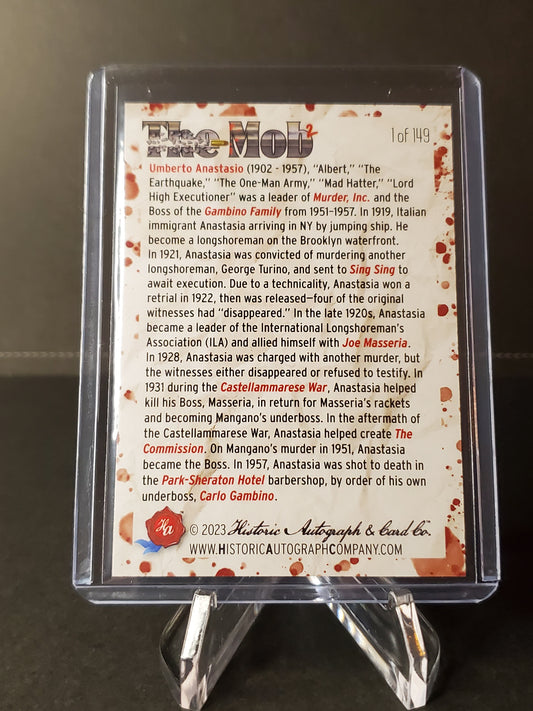 The Mob 2
1 of 149
Umberto Anastasio (1902 - 1957), “Albert,” “The
Earthquake,” “The One-Man Army,” “Mad Hatter,” “Lord
High Executioner” was a leader of Murder, Inc. and the
Boss of the Gambino Family from 1951-1957. In 1919, Italian
immigrant Anastasia arriving in NY by jumping ship. He
become a longshoreman on the Brooklyn waterfront.
In 1921, Anastasia was convicted of murdering another
longshoreman, George Turino, and sent to Sing Sing to
await execution. Due to a technicality, Anastasia won a
retrial in 1922, then was released—four of the original
witnesses had “disappeared.” In the late 1920s, Anastasia
became a leader of the International Longshoreman's
Association (ILA) and allied himself with Joe Masseria.
In 1928, Anastasia was charged with another murder, but
the witnesses either disappeared or refused to testify. In
1931 during the Castellammarese War, Anastasia helped
kill his Boss, Masseria, in return for Masseria's rackets
and becoming Mangano's underboss. In the aftermath of
the Castellammarese War, Anastasia helped create The
Commission. On Mangano's murder in 1951, Anastasia
became the Boss. In 1957, Anastasia was shot to death in
the Park-Sheraton Hotel barbershop, by order of his own
underboss, Carlo Gambino.
Ha
© 2023 Historic Autograph & Card Co.
WWW.HISTORICAUTOGRAPHCOMPANY.COM